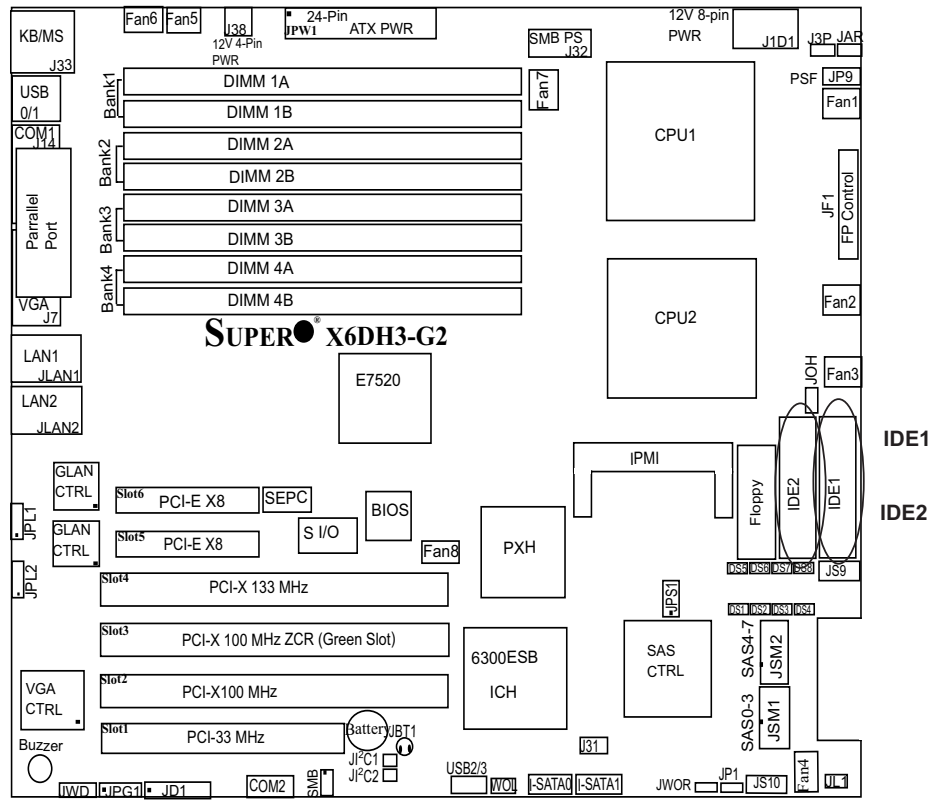 KB/MS
J33
Fan6
Fan5
J38
12V 4-Pin
PWR
24-Pin
JPW1
ATX PWR
SMB PS
J32
12V 8-pin
PWR
J1D1
J3P
JAR
USB
0/1
Bank1
DIMM 1A
DIMM 1B
Fan7
PSF
JP9
Fan1
COM1
J14
Bank2
DIMM 2A
DIMM 2B
CPU1
Parrallel
Port
Bank3
DIMM 3A
DIMM 3B
JF1
FP Control
Bank4
DIMM 4A
DIMM 4B
VGA
J7
CPU2
Fan2
SUPER® X6DH3-G2
LAN1
JLAN1
E7520
JOH
Fan3
LAN2
JLAN2
IDE1
IPMI
Floppy
IDE2
IDE1
IDE2
GLAN
CTRL
Slot6
PCI-E X8
SEPC
BIOS
JPL1
GLAN
CTRL
Slot5
PCI-E X8
S I/O
Fan8
PXH
JPL2
Slot4
PCI-X 133 MHz
DS5
DS6
DS7
DS8
JS9
JPS1
DS1
DS2
DS3
DS4
Slot3
PCI-X 100 MHz ZCR (Green Slot)
6300ESB
ICH
SAS
CTRL
SAS4-7
JSM2
Slot2
PCI-X100 MHz
VGA
CTRL
SAS0-3
JSM1
Slot1
PCI-33 MHz
Battery
JBT1
Buzzer
JI²C1
JI²C2
J31
JWD
JPG1
JD1
COM2
SMB
USB2/3
WOL
I-SATA0
I-SATA1
JWOR
JP1
JS10
Fan4
JL1